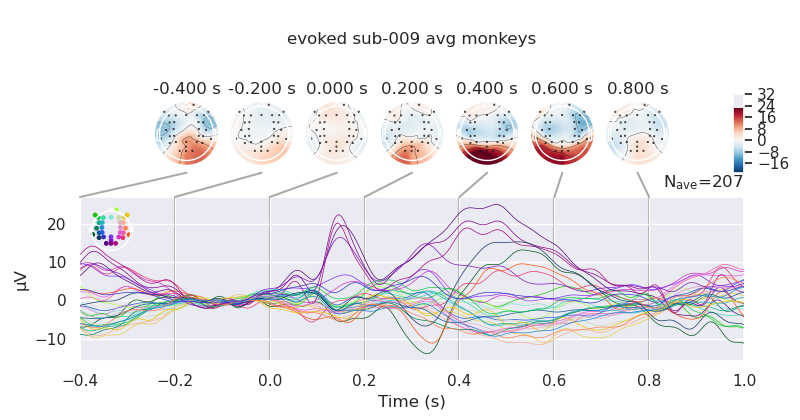 evoked sub-009 avg monkeys
-0.400 s -0.200 s 0.000 s 0.200 s 0.400 s 0.600 s 0.800 s
32
24
16
8
0
−8
−16
Nave=207
20
10
0
−10
µV
−0.4 −0.2 0.0 0.2 0.4 0.6 0.8 1.0
Time (s)